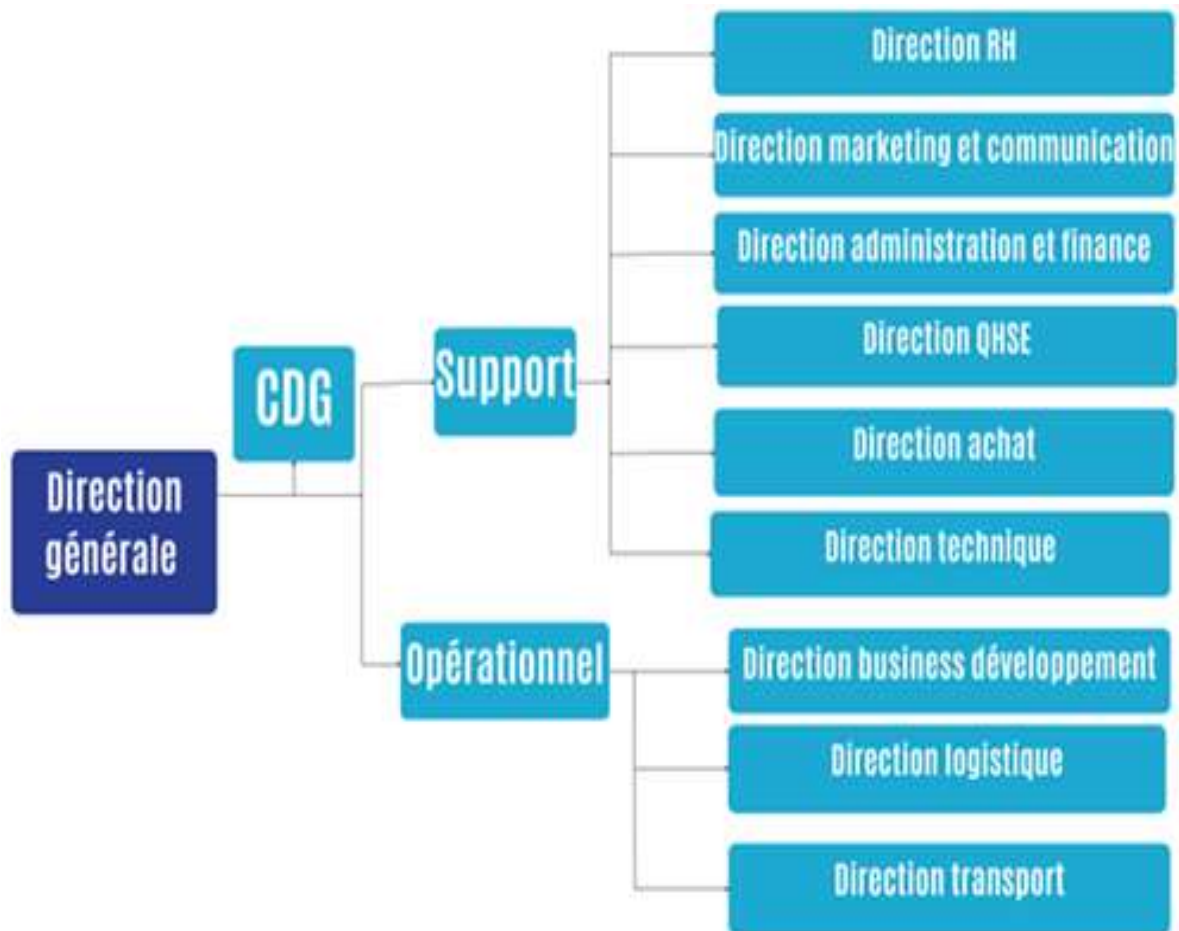 Direction
générale
CDG
Support
Direction RH
Direction marketing et communication
Direction administration et finance
Direction QHSE
Direction achat
Direction technique
Opérationnel
Direction business développement
Direction logistique
Direction transport